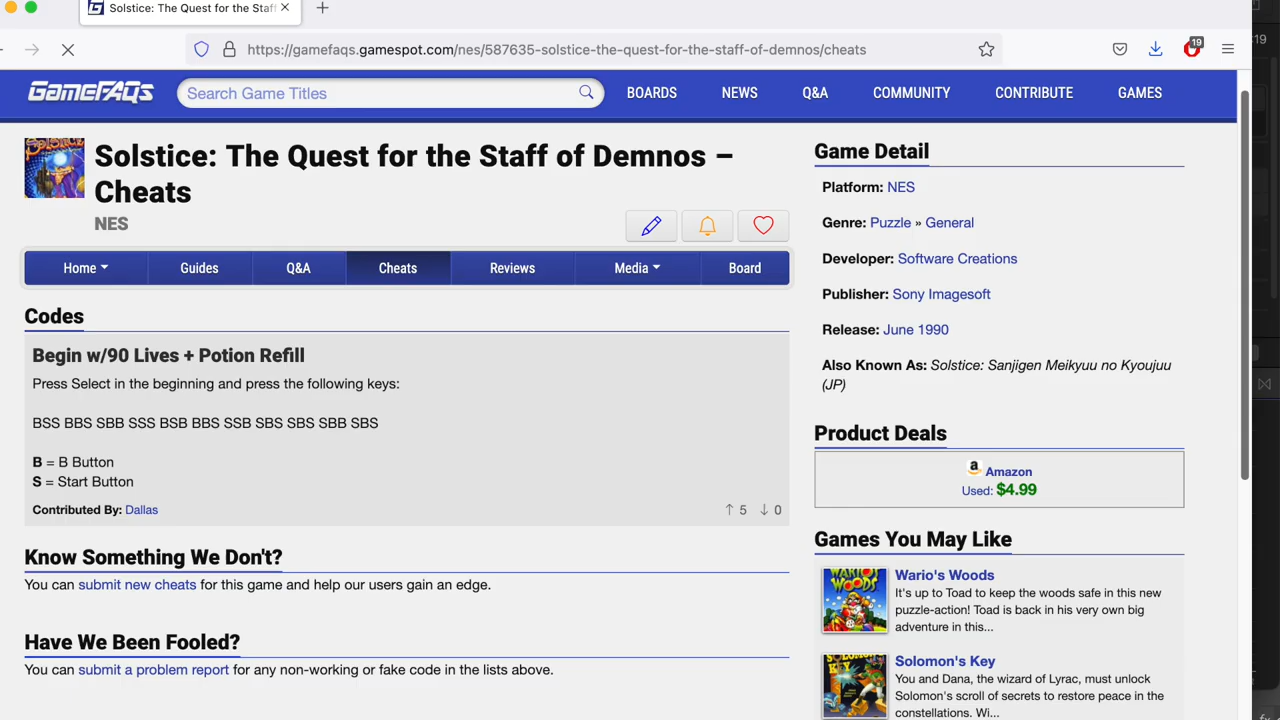 Solstice: The Quest for the Staff
https://gamefaqs.gamespot.com/nes/587635-solstice-the-quest-for-the-staff-of-demnos/cheats
19
:19
GameFAQs
Search Game Titles
BOARDS
NEWS
Q&A
COMMUNITY
CONTRIBUTE
GAMES
Solstice: The Quest for the Staff of Demnos –
Cheats
NES
Home
Guides
Q&A
Cheats
Reviews
Media
Board
Codes
Begin w/90 Lives + Potion Refill
Press Select in the beginning and press the following keys:
BSS BBS SBB SSS BSB BBS SSB SBS SBS SBB SBS
B = B Button
S = Start Button
Contributed By: Dallas
↑ 5 ↓ 0
Know Something We Don't?
You can submit new cheats for this game and help our users gain an edge.
Have We Been Fooled?
You can submit a problem report for any non-working or fake code in the lists above.
Game Detail
Platform: NES
Genre: Puzzle » General
Developer: Software Creations
Publisher: Sony Imagesoft
Release: June 1990
Also Known As: Solstice: Sanjigen Meikyuu no Kyoujuu
(JP)
Product Deals
Amazon
Used: $4.99
Games You May Like
WARIO'S WOODS
Wario's Woods
It's up to Toad to keep the woods safe in this new
puzzle-action! Toad is back in his very own big
adventure in this...
SOLOMON'S KEY
Solomon's Key
You and Dana, the wizard of Lyrac, must unlock
Solomon's scroll of secrets to restore peace in the
constellations. Wi...